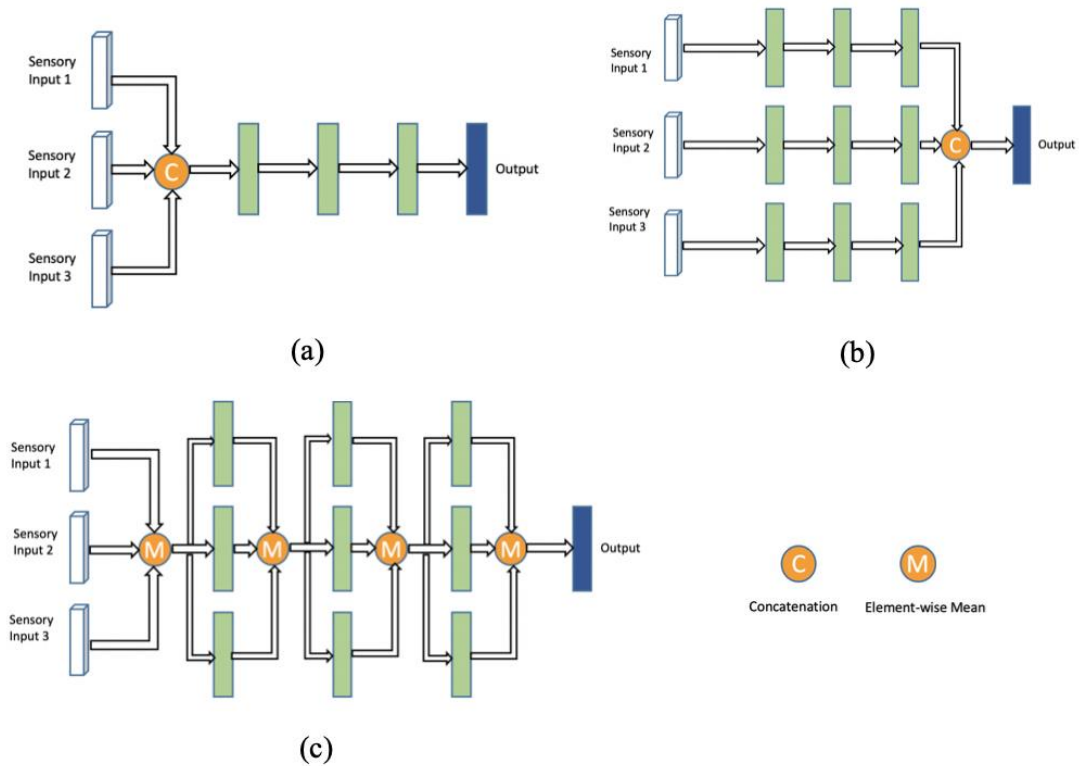 Sensory
Input 1
Sensory
Input 2
Sensory
Input 3
C
Output
(a)
Sensory
Input 1
Sensory
Input 2
Sensory
Input 3
C
Output
(b)
Sensory
Input 1
Sensory
Input 2
Sensory
Input 3
M
M
M
M
Output
(c)
C
Concatenation
M
Element-wise Mean